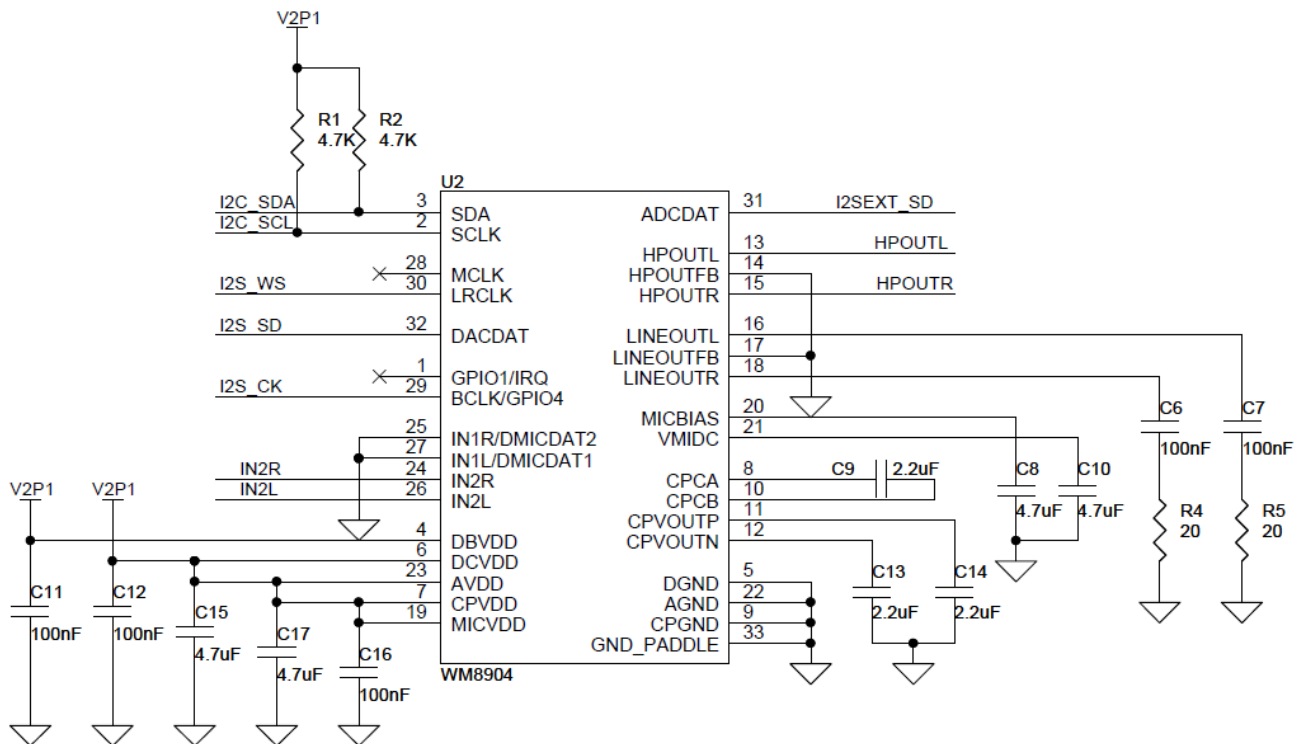 V2P1
R1 R2
4.7K 4.7K
U2
I2C_SDA 3 SDA ADCDAT 31 I2SEXT_SD
I2C_SCL 2 SCLK
HPOUTL 13 HPOUTL
28 MCLK HPOUTFB 14
I2S_WS 30 LRCLK HPOUTR 15 HPOUTR
I2S_SD 32 DACDAT LINEOUTL 16
LINEOUTFB 17
1 GPIO1/IRQ LINEOUTR 18
I2S_CK 29 BCLK/GPIO4
MICBIAS 20 C6 C7
25 IN1R/DMICDAT2 VMIDC 21 100nF 100nF
27 IN1L/DMICDAT1
IN2R 24 IN2R CPCA 8 C9 2.2uF C8 C10
V2P1 V2P1 IN2L 26 IN2L CPCB 10 4.7uF 4.7uF R4 R5
CPVOUTP 11 20 20
4 DBVDD CPVOUTN 12
6 DCVDD
C11 C12 23 AVDD DGND 5 C13 C14
C15 7 CPVDD AGND 22 2.2uF 2.2uF
100nF 100nF C17 19 MICVDD CPGND 9
4.7uF C16 GND_PADDLE 33
4.7uF WM8904
100nF